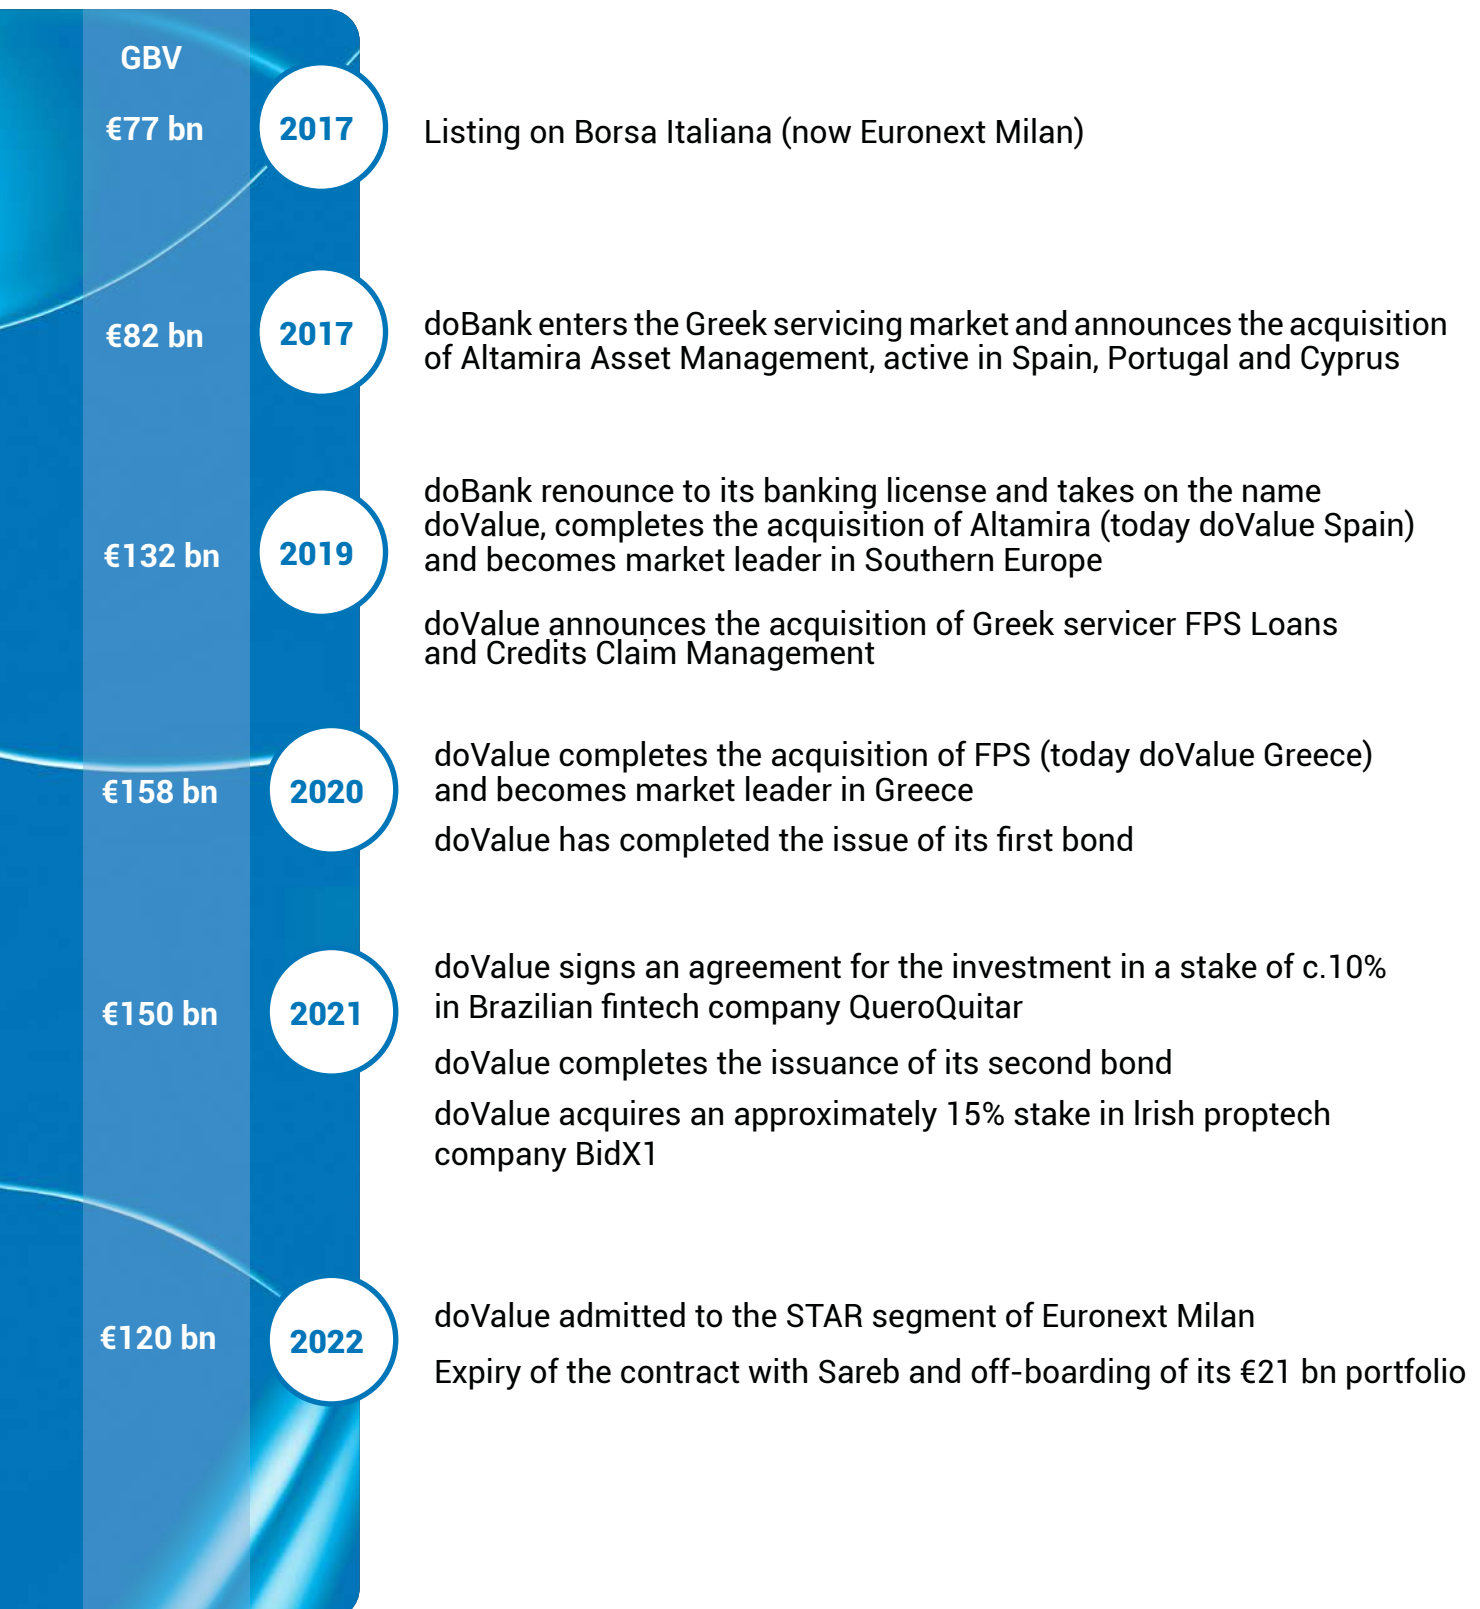 GBV
€77 bn
2017
Listing on Borsa Italiana (now Euronext Milan)
€82 bn
2017
doBank enters the Greek servicing market and announces the acquisition
of Altamira Asset Management, active in Spain, Portugal and Cyprus
€132 bn
2019
doBank renounce to its banking license and takes on the name
doValue, completes the acquisition of Altamira (today doValue Spain)
and becomes market leader in Southern Europe
doValue announces the acquisition of Greek servicer FPS Loans
and Credits Claim Management
€158 bn
2020
doValue completes the acquisition of FPS (today doValue Greece)
and becomes market leader in Greece
doValue has completed the issue of its first bond
€150 bn
2021
doValue signs an agreement for the investment in a stake of c.10%
in Brazilian fintech company QueroQuitar
doValue completes the issuance of its second bond
doValue acquires an approximately 15% stake in lrish proptech
company BidX1
€120 bn
2022
doValue admitted to the STAR segment of Euronext Milan
Expiry of the contract with Sareb and off-boarding of its €21 bn portfolio